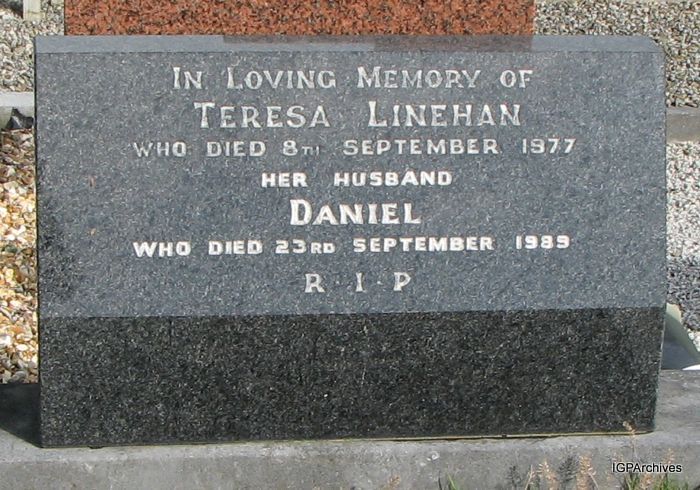 In Loving Memory of
Teresa Linehan
who died 8th September 1977
her husband
Daniel
who died 23rd September 1989
R·I·P
IGPArchives